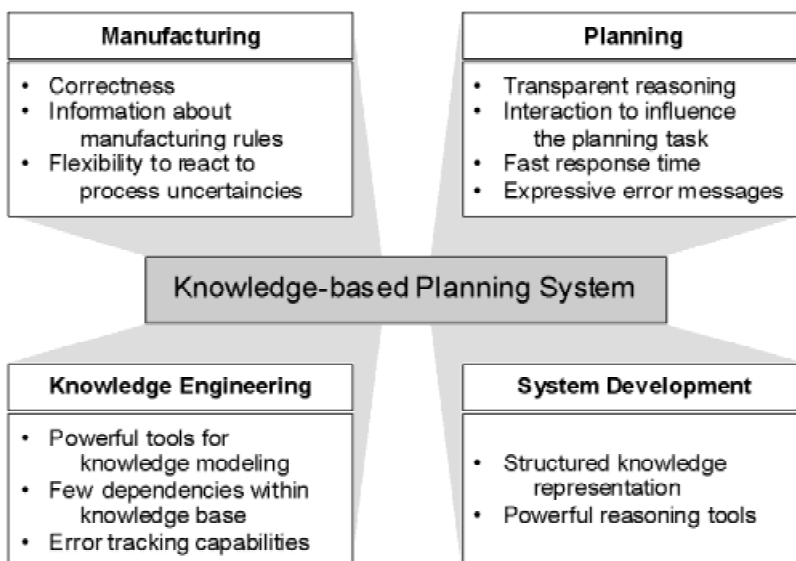 Manufacturing
• Correctness
• Information about
manufacturing rules
• Flexibility to react to
process uncertaincies
Planning
• Transparent reasoning
• Interaction to influence
the planning task
• Fast response time
• Expressive error messages
Knowledge-based Planning System
Knowledge Engineering
• Powerful tools for
knowledge modeling
• Few dependencies within
knowledge base
• Error tracking capabilities
System Development
• Structured knowledge
representation
• Powerful reasoning tools